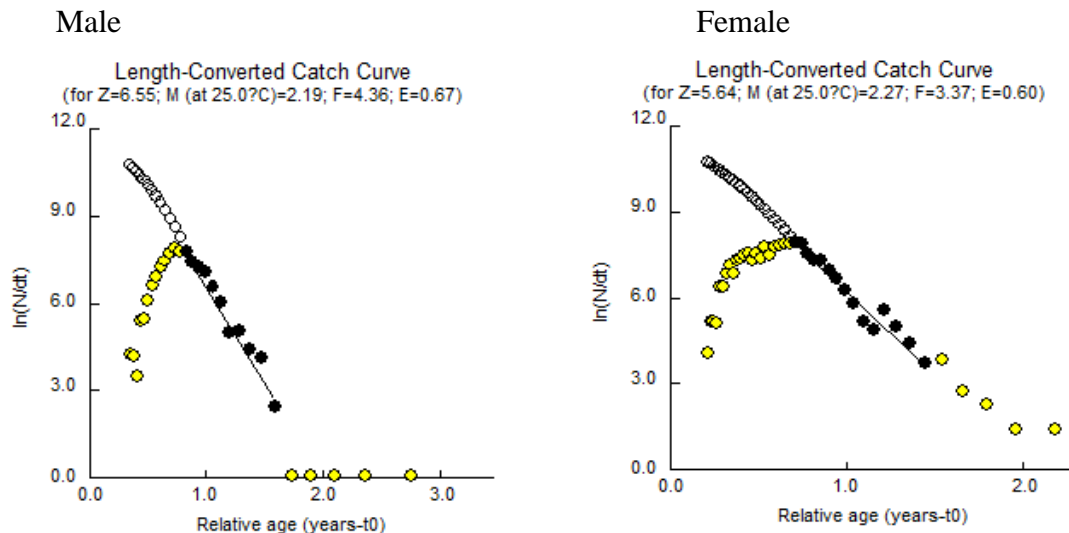 Male
Length-Converted Catch Curve
(for Z=6.55; M (at 25.0?C)=2.19; F=4.36; E=0.67)
12.0
9.0
6.0
3.0
0.0
ln(N/dt)
0.0 1.0 2.0 3.0
Relative age (years-t0)
Female
Length-Converted Catch Curve
(for Z=5.64; M (at 25.0?C)=2.27; F=3.37; E=0.60)
12.0
9.0
6.0
3.0
0.0
ln(N/dt)
0.0 1.0 2.0
Relative age (years-t0)